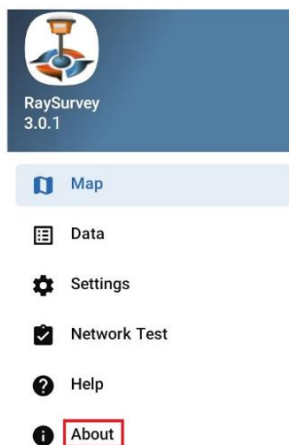 RaySurvey
3.0.1
Map
Data
Settings
Network Test
Help
About